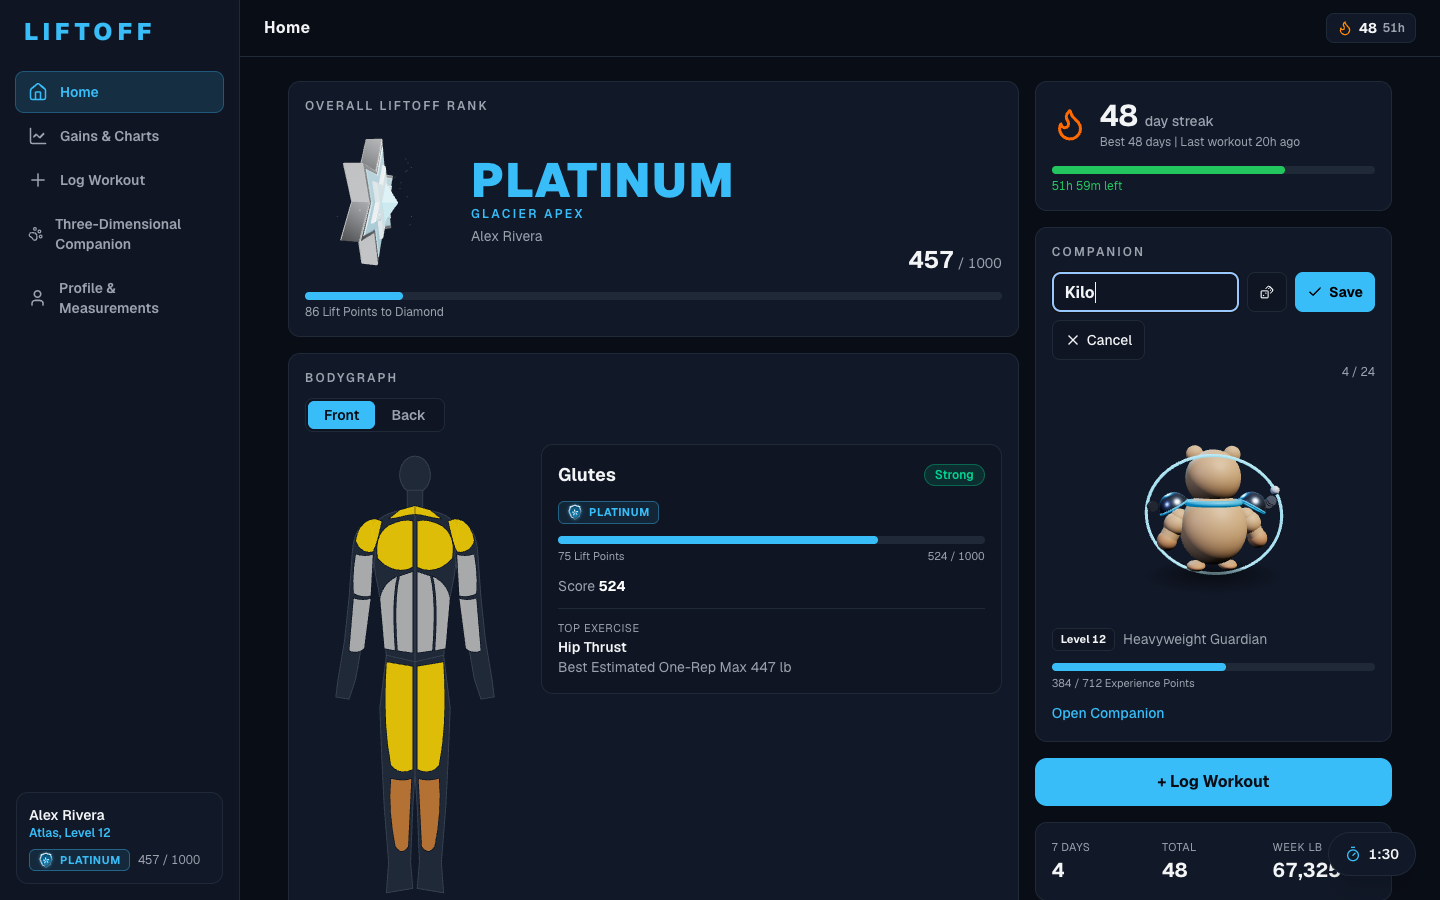 LIFTOFF
Home
Gains & Charts
Log Workout
Three-Dimensional
Companion
Profile &
Measurements
Alex Rivera
Atlas, Level 12
PLATINUM 457 / 1000
Home
48 51h
OVERALL LIFTOFF RANK
PLATINUM
GLACIER APEX
Alex Rivera
457 / 1000
86 Lift Points to Diamond
BODYGRAPH
Front Back
Glutes Strong
PLATINUM
75 Lift Points 524 / 1000
Score 524
TOP EXERCISE
Hip Thrust
Best Estimated One-Rep Max 447 lb
48 day streak
Best 48 days | Last workout 20h ago
51h 59m left
COMPANION
Kilo Save
Cancel
4 / 24
Level 12 Heavyweight Guardian
384 / 712 Experience Points
Open Companion
+ Log Workout
7 DAYS TOTAL WEEK LB
4 48 67,325
1:30